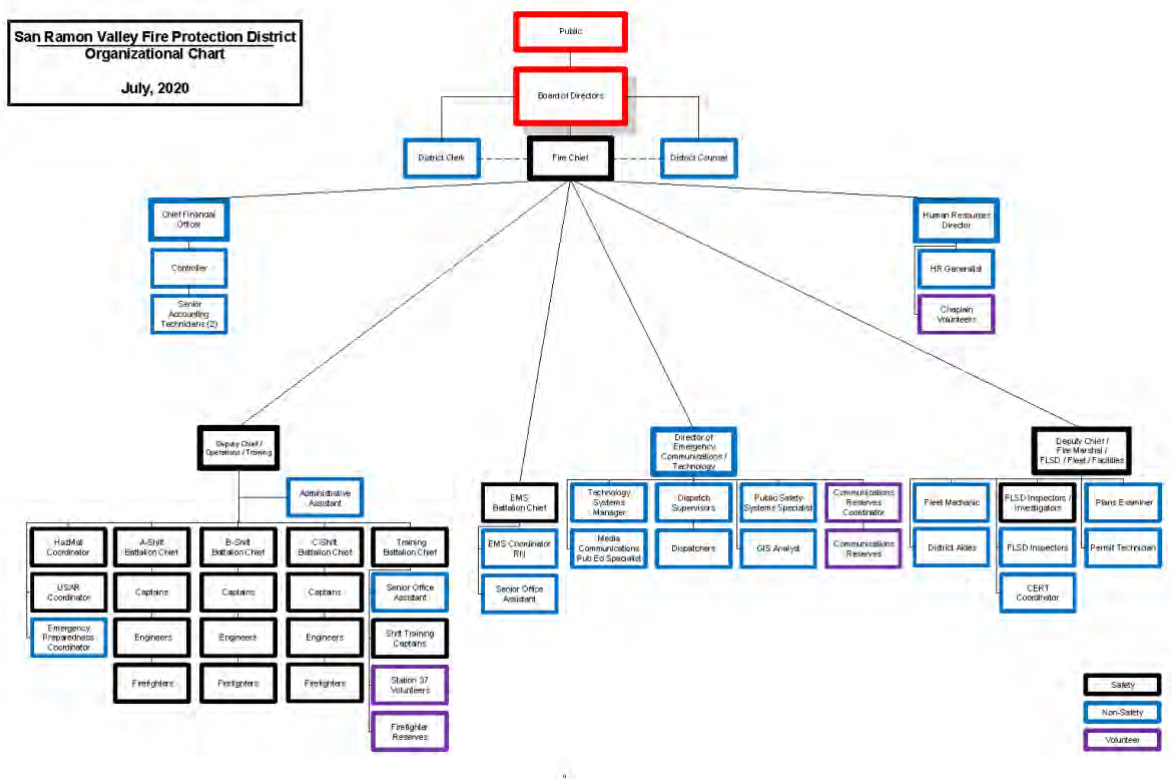 San Ramon Valley Fire Protection District
Organizational Chart
July, 2020
Public
Board of Directors
District Clerk
Fire Chief
District Counsel
Chief Financial
Officer
Controller
Senior
Accounting
Technicians (2)
Human Resources
Director
HR Generalist
Chaplain
Volunteers
Deputy Chief /
Operations / Training
Administrative
Assistant
HazMat
Coordinator
USAR
Coordinator
Emergency
Preparedness
Coordinator
A-Shift
Battalion Chief
Captains
Engineers
Firefighters
B-Shift
Battalion Chief
Captains
Engineers
Firefighters
C-Shift
Battalion Chief
Captains
Engineers
Firefighters
Training
Battalion Chief
Senior Office
Assistant
Shift Training
Captains
Station 37
Volunteers
Firefighter
Reserves
EMS
Battalion Chief
EMS Coordinator
RN
Senior Office
Assistant
Director of
Emergency
Communications /
Technology
Technology
Systems
Manager
Media
Communications
Pub Ed Specialist
Dispatch
Supervisors
Dispatchers
Public Safety
Systems Specialist
GIS Analyst
Communications
Reserves
Coordinator
Communications
Reserves
Deputy Chief /
Fire Marshal /
FLSD / Fleet / Facilities
Fleet Mechanic
District Aides
FLSD Inspectors /
Investigators
FLSD Inspectors
CERT
Coordinator
Plans Examiner
Permit Technician
Safety
Non-Safety
Volunteer